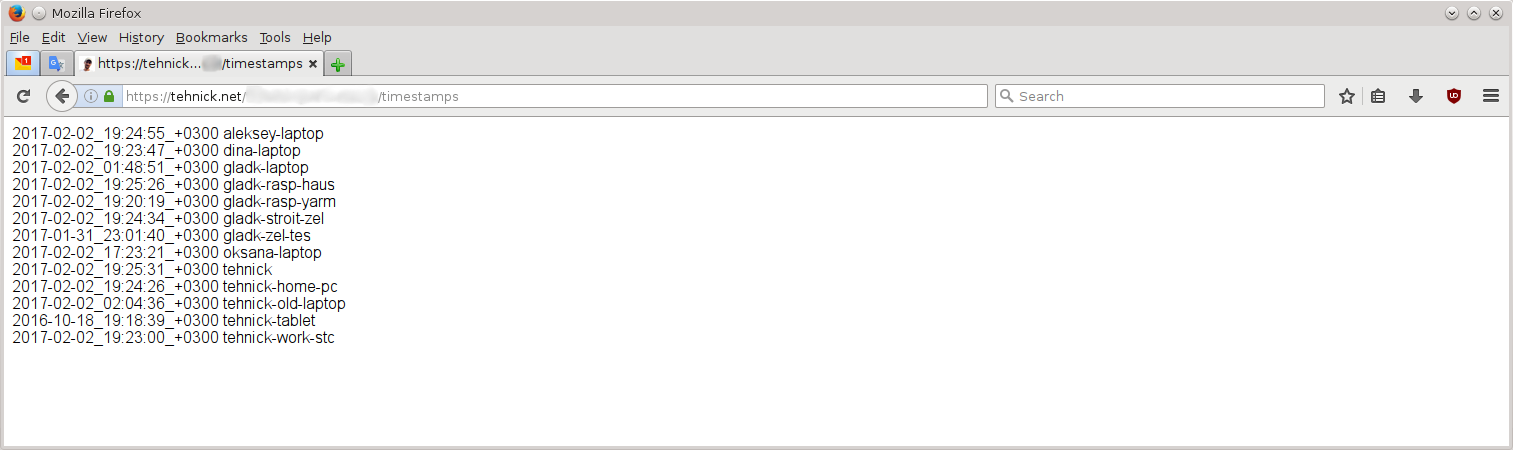 Mozilla Firefox
File Edit View History Bookmarks Tools Help
1 G https://tehnick... /timestamps
https://tehnick.net/ /timestamps Search
2017-02-02_19:24:55_+0300 aleksey-laptop
2017-02-02_19:23:47_+0300 dina-laptop
2017-02-02_01:48:51_+0300 gladk-laptop
2017-02-02_19:25:26_+0300 gladk-rasp-haus
2017-02-02_19:20:19_+0300 gladk-rasp-yarm
2017-02-02_19:24:34_+0300 gladk-stroit-zel
2017-01-31_23:01:40_+0300 gladk-zel-tes
2017-02-02_17:23:21_+0300 oksana-laptop
2017-02-02_19:25:31_+0300 tehnick
2017-02-02_19:24:26_+0300 tehnick-home-pc
2017-02-02_02:04:36_+0300 tehnick-old-laptop
2016-10-18_19:18:39_+0300 tehnick-tablet
2017-02-02_19:23:00_+0300 tehnick-work-stc